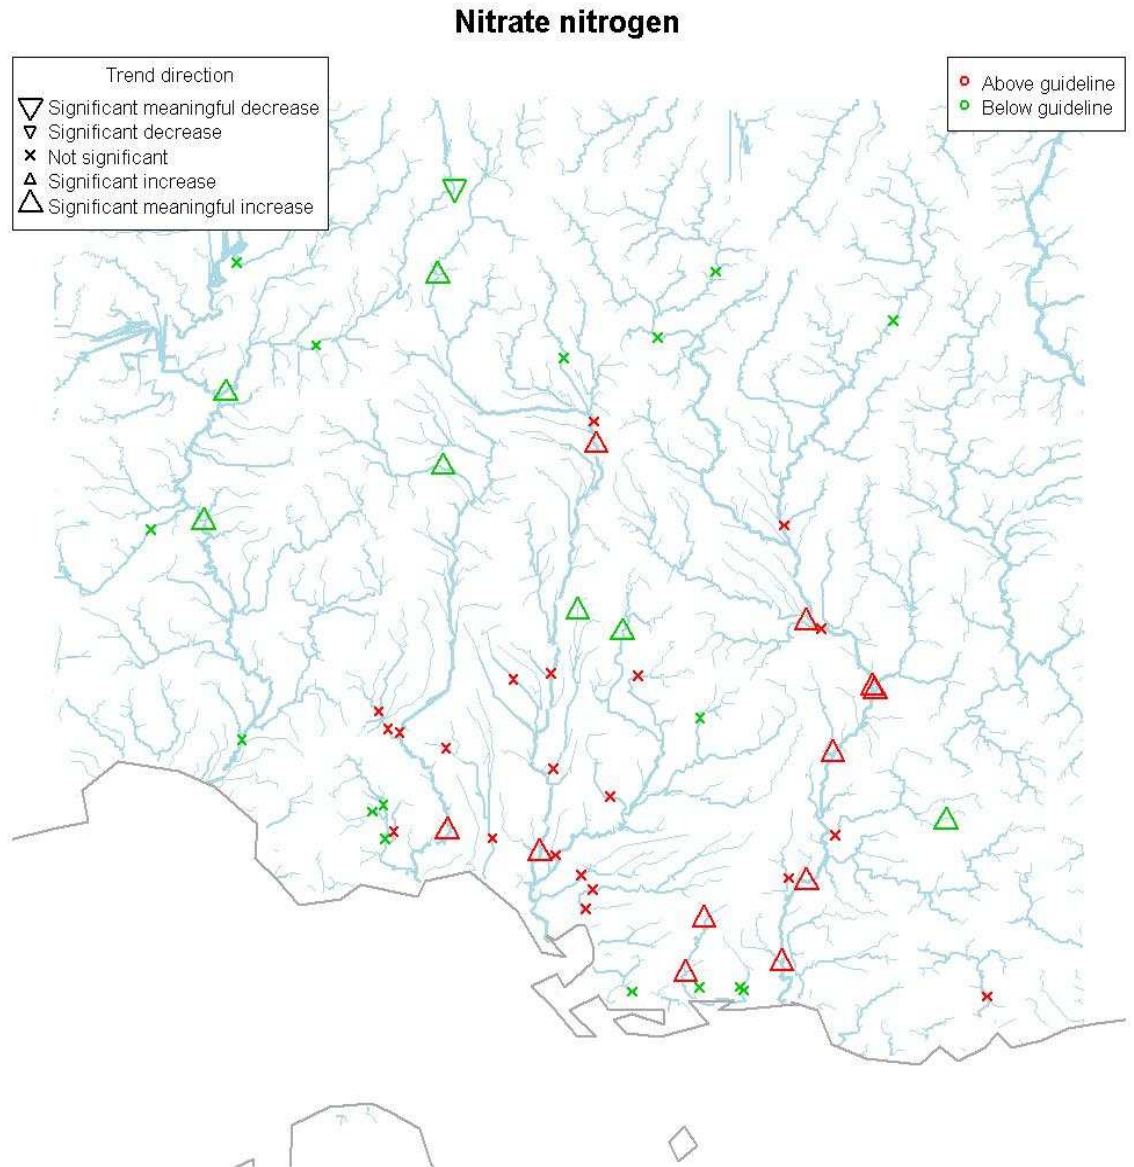 Nitrate nitrogen
Trend direction
Significant meaningful decrease
Significant decrease
Not significant
Significant increase
Significant meaningful increase
Above guideline
Below guideline